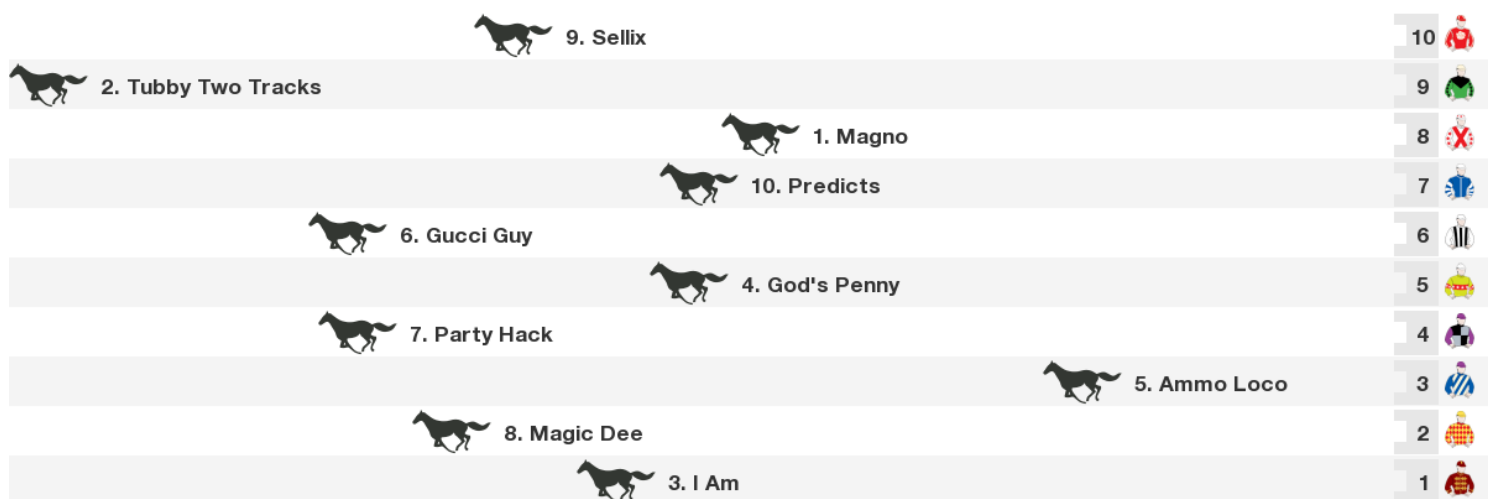 9. Sellix 10
2. Tubby Two Tracks 9
1. Magno 8
10. Predicts 7
6. Gucci Guy 6
4. God's Penny 5
7. Party Hack 4
5. Ammo Loco 3
8. Magic Dee 2
3. I Am 1